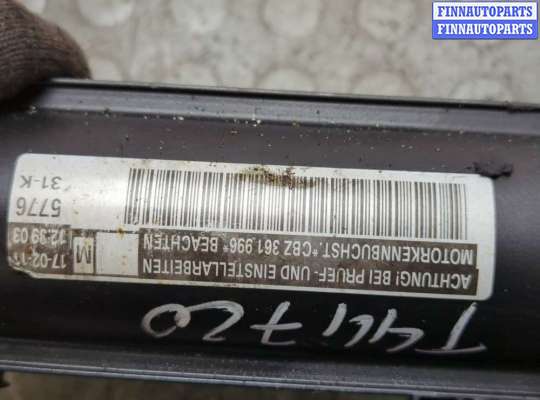 FINNAUTOPARTS
FINNAUTOPARTS
ACHTUNG! BEI PRUEF- UND EINSTELLARBEITEN
MOTORKENNBUCHST. *CBZ 361.996* BEACHTEN
M
17-02-11
12.39 03
5776
31-K
T441720